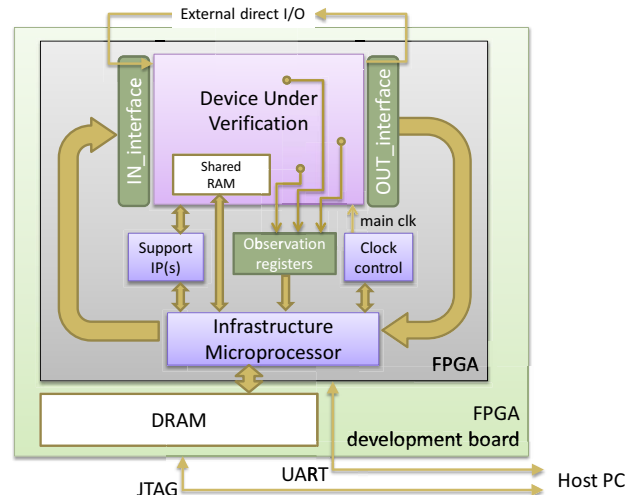 External direct I/O
IN_interface
Device Under
Verification
OUT_interface
Shared
RAM
main clk
Support
IP(s)
Observation
registers
Clock
control
Infrastructure
Microprocessor
FPGA
DRAM
FPGA
development board
UART
JTAG
Host PC